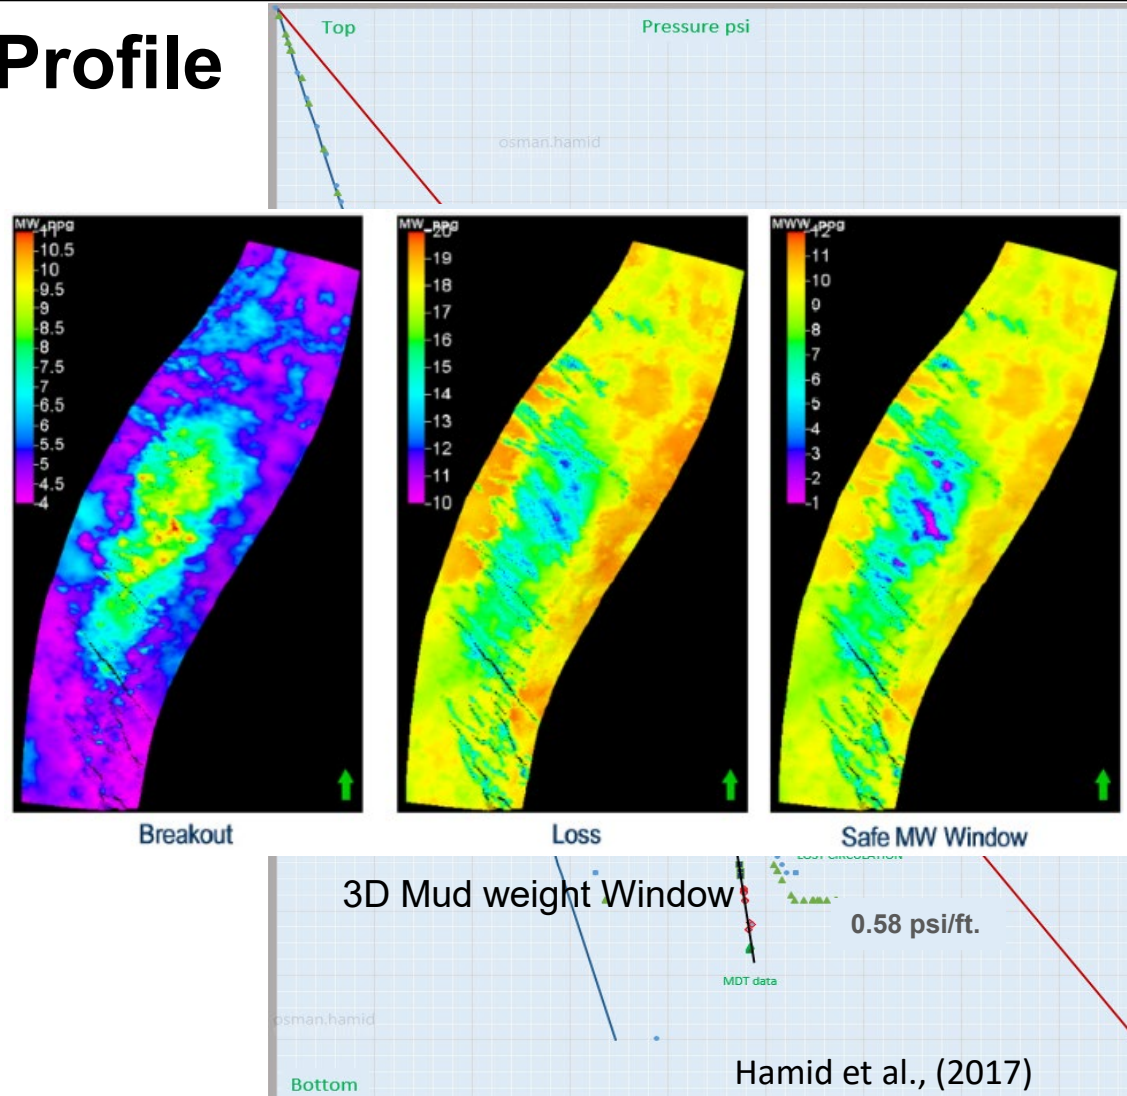 Profile
Top
Pressure psi
osman.hamid
MW_ppg
11
10.5
10
9.5
9
8.5
8
7.5
7
6.5
6
5.5
5
4.5
4
MW_ppg
20
19
18
17
16
15
14
13
12
11
10
MWW_ppg
12
11
10
9
8
7
6
5
4
3
2
1
Breakout
Loss
Safe MW Window
LOST CIRCULATION
3D Mud weight Window
0.58 psi/ft.
MDT data
osman.hamid
Hamid et al., (2017)
Bottom